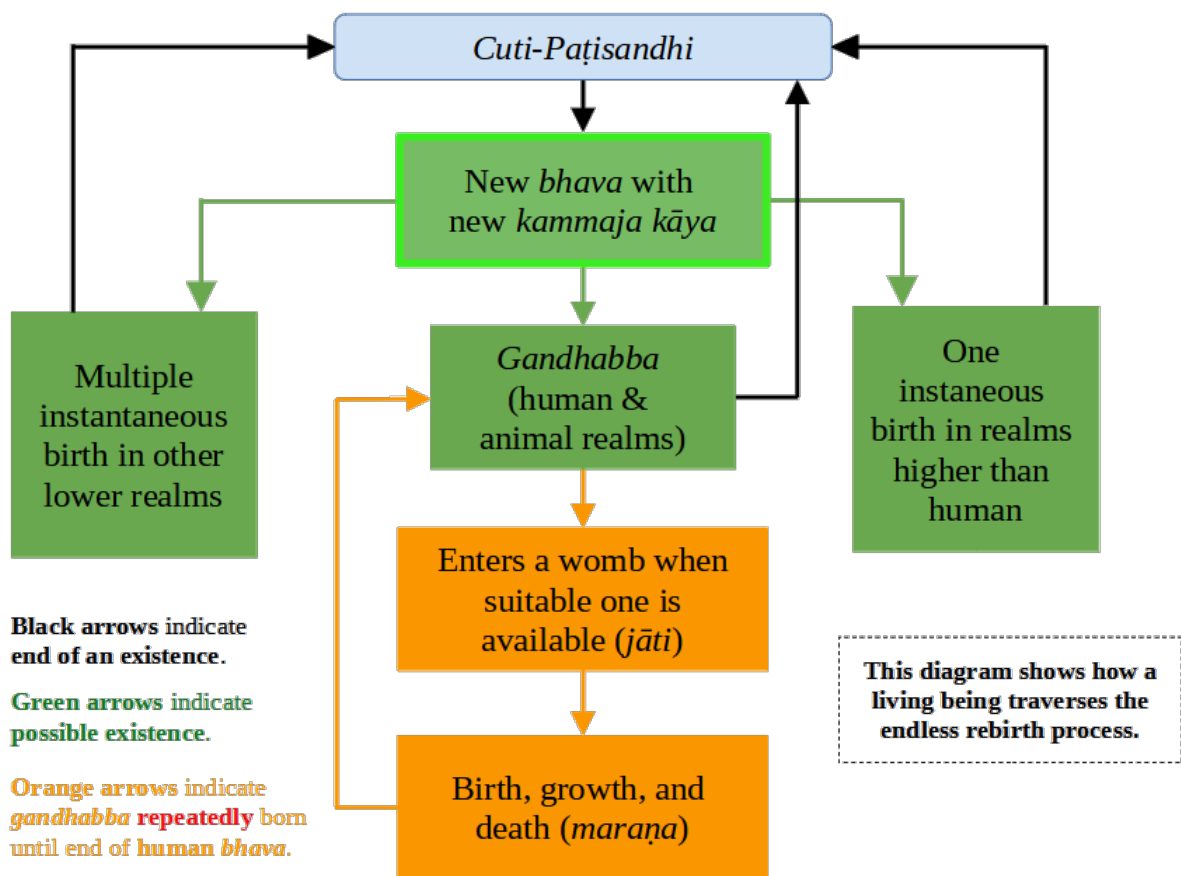 Cuti-Paṭisandhi
New bhava with
new kammaja kāya
Multiple
instantaneous
birth in other
lower realms
Gandhabba
(human &
animal realms)
One
instaneous
birth in realms
higher than
human
Enters a womb when
suitable one is
available (jāti)
Birth, growth, and
death (maraṇa)
Black arrows indicate
end of an existence.
Green arrows indicate
possible existence.
Orange arrows indicate
gandhabba repeatedly born
until end of human bhava.
This diagram shows how a
living being traverses the
endless rebirth process.